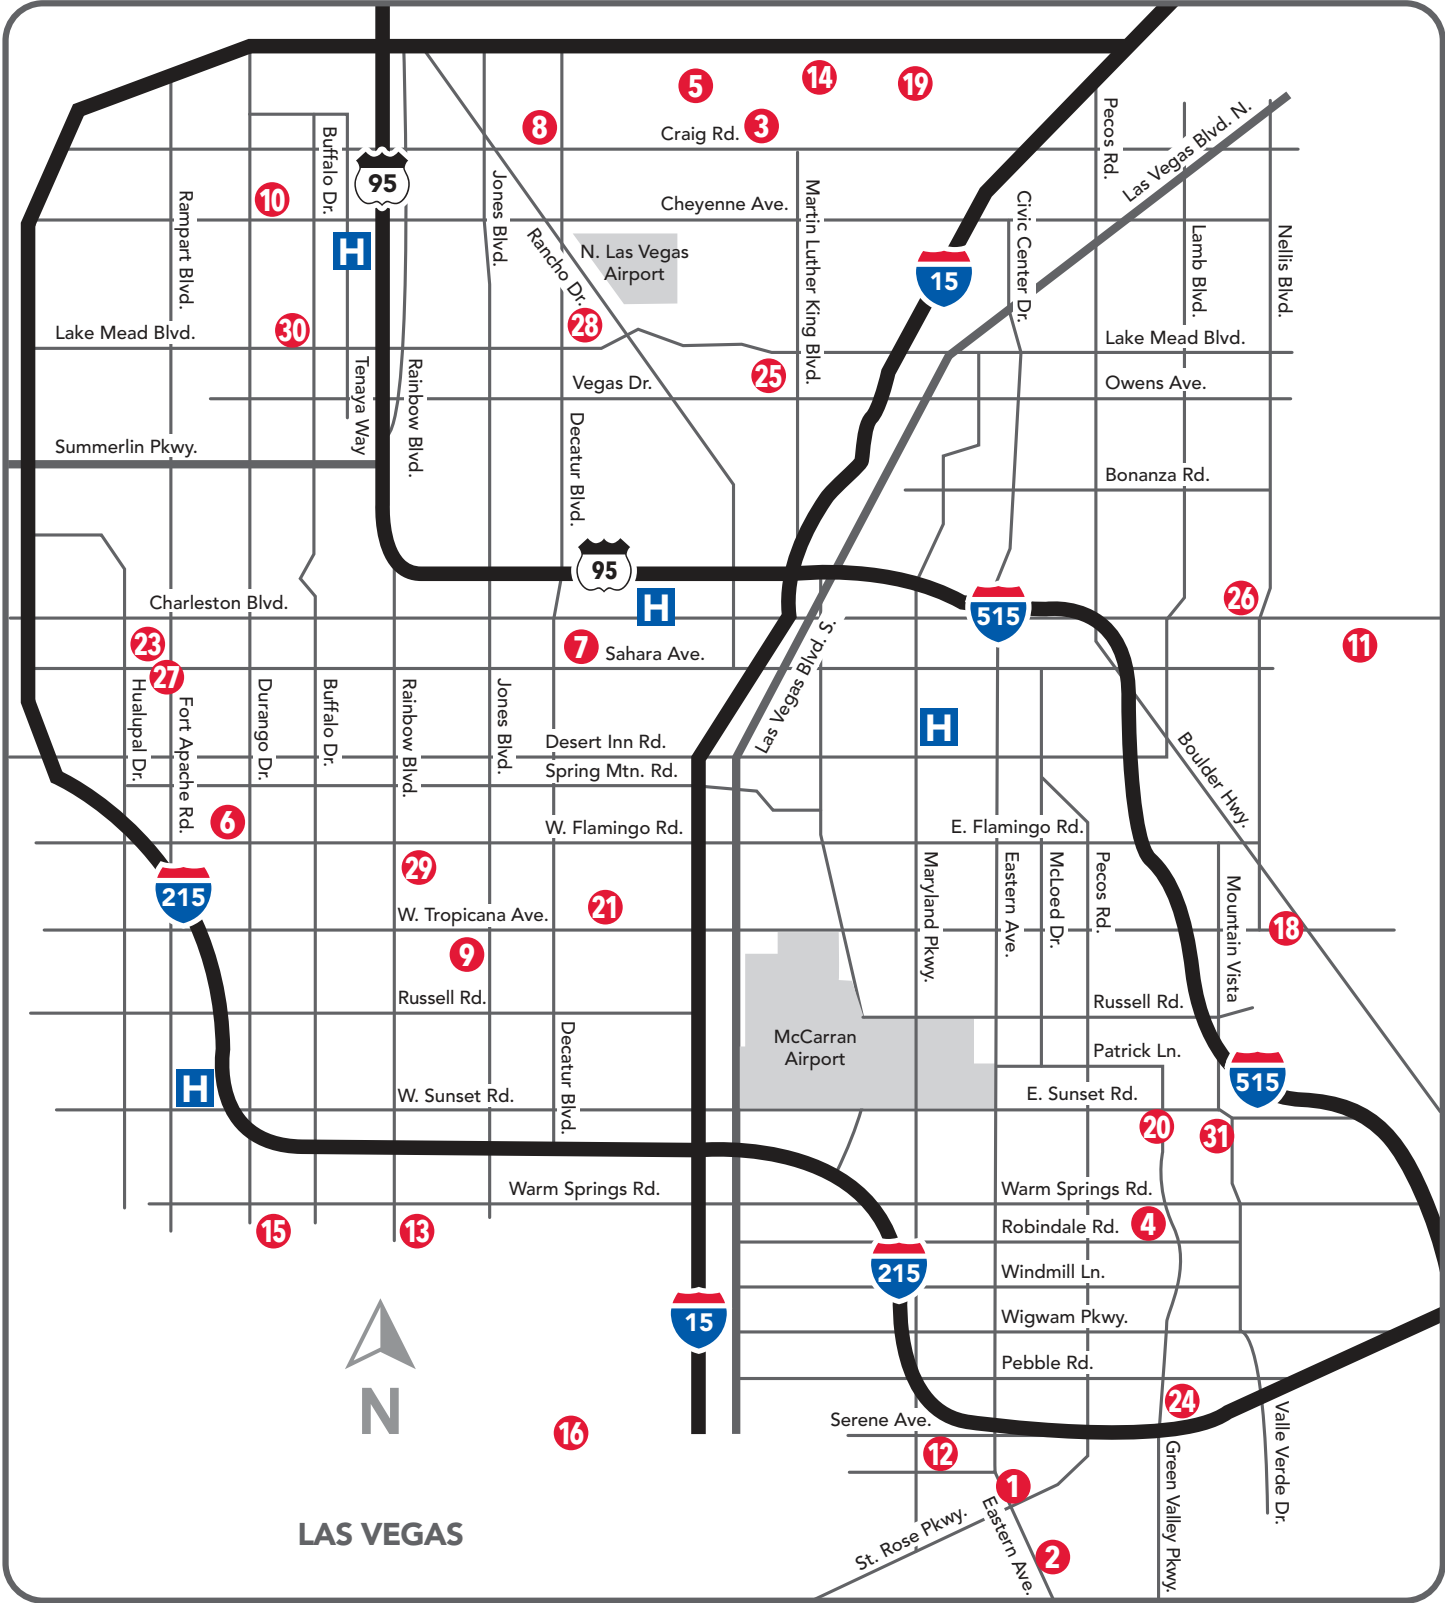 5
14
19
8
Craig Rd.
3
Pecos Rd.
Las Vegas Blvd. N.
Buffalo Dr.
95
10
Rampart Blvd.
Jones Blvd.
Cheyenne Ave.
Martin Luther King Blvd.
Civic Center Dr.
Lamb Blvd.
Nellis Blvd.
H
Rancho Dr.
N. Las Vegas
Airport
15
30
28
Lake Mead Blvd.
Lake Mead Blvd.
Tenaya Way
Rainbow Blvd.
Vegas Dr.
25
Owens Ave.
Decatur Blvd.
Summerlin Pkwy.
Bonanza Rd.
95
Charleston Blvd.
H
515
26
23
7
Sahara Ave.
Las Vegas Blvd. S.
11
27
Hualupal Dr.
Fort Apache Rd.
Durango Dr.
Buffalo Dr.
Rainbow Blvd.
Jones Blvd.
H
Desert Inn Rd.
Spring Mtn. Rd.
Boulder Hwy.
6
W. Flamingo Rd.
E. Flamingo Rd.
29
215
Maryland Pkwy.
Eastern Ave.
McLoed Dr.
Pecos Rd.
Mountain Vista
W. Tropicana Ave.
21
18
9
Russell Rd.
Russell Rd.
McCarran
Airport
Decatur Blvd.
Patrick Ln.
515
H
W. Sunset Rd.
E. Sunset Rd.
20
31
Warm Springs Rd.
Warm Springs Rd.
15
13
Robindale Rd.
4
215
Windmill Ln.
15
Wigwam Pkwy.
Pebble Rd.
N
24
16
Serene Ave.
Valle Verde Dr.
12
Green Valley Pkwy.
1
LAS VEGAS
St. Rose Pkwy.
Eastern Ave.
2